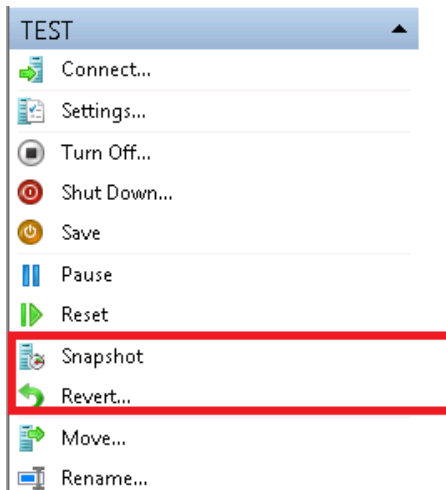 TEST
Connect...
Settings...
Turn Off...
Shut Down...
Save
Pause
Reset
Snapshot
Revert...
Move...
Rename...